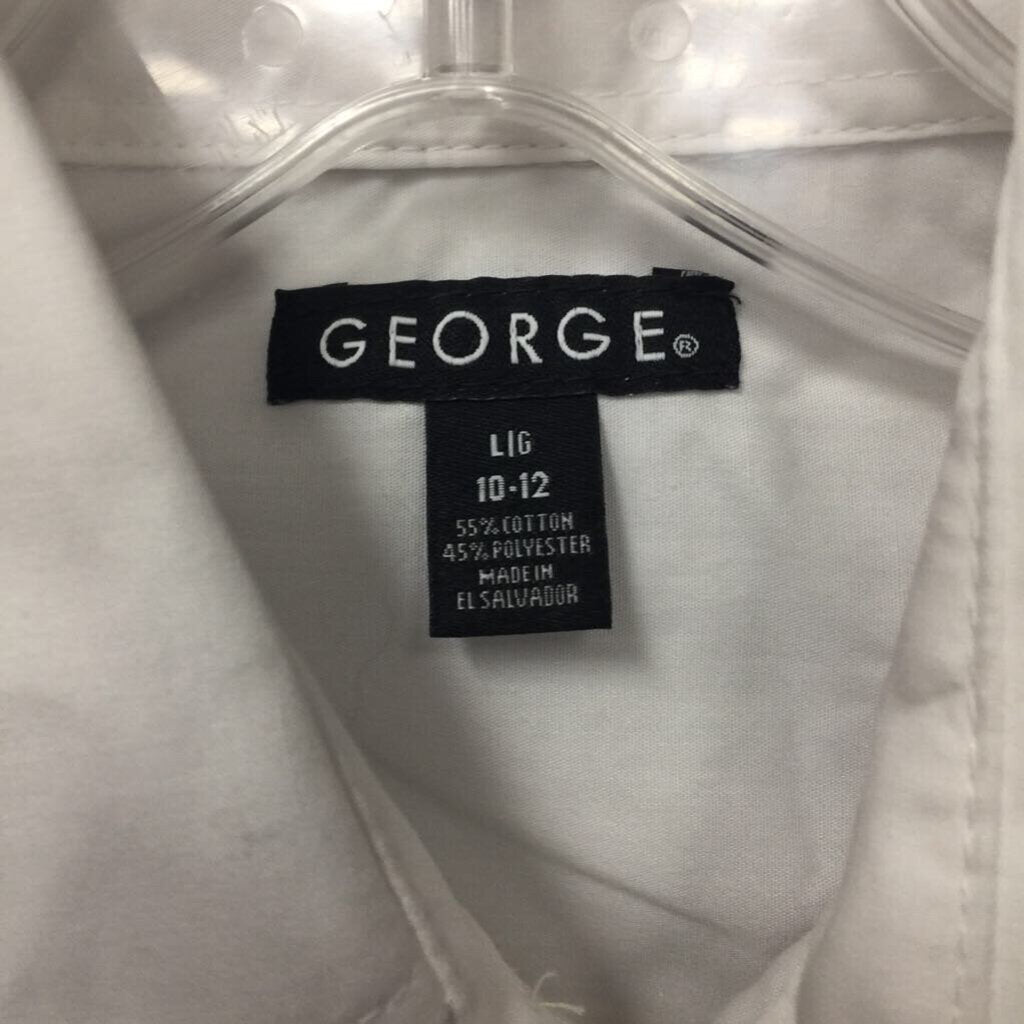 GEORGE®
L|G
10-12
55% COTTON
45% POLYESTER
MADE IN
EL SALVADOR